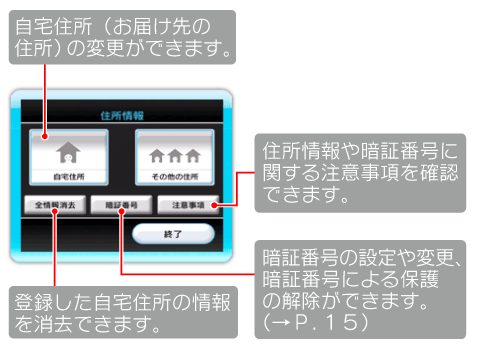 自宅住所（お届け先の
住所）の変更ができます。
住所情報
自宅住所
その他の住所
全情報消去
暗証番号
注意事項
終了
住所情報や暗証番号に
関する注意事項を確認
できます。
暗証番号の設定や変更、
暗証番号による保護
の解除ができます。
（→Ｐ．１５）
登録した自宅住所の情報
を消去できます。